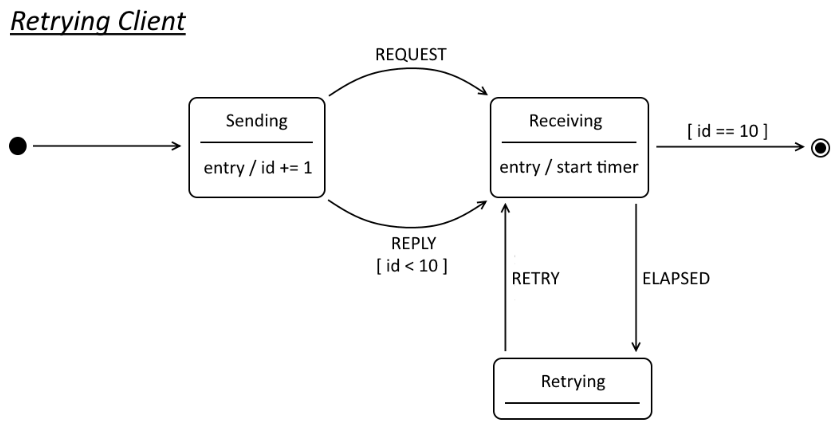 Retrying Client
REQUEST
Sending
entry / id += 1
Receiving
entry / start timer
[ id == 10 ]
REPLY
[ id < 10 ]
RETRY
ELAPSED
Retrying